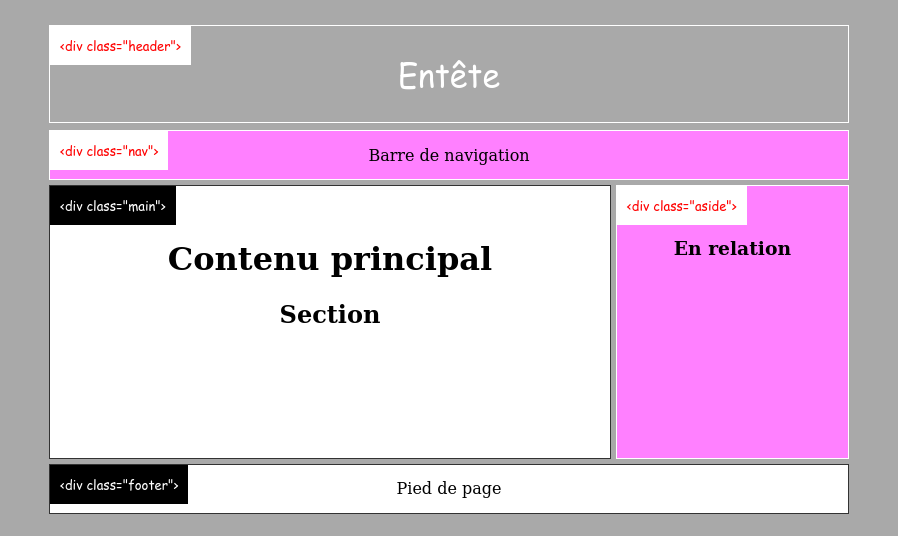 <div class="header">
Entête
<div class="nav">
Barre de navigation
<div class="main">
Contenu principal
Section
<div class="aside">
En relation
<div class="footer">
Pied de page